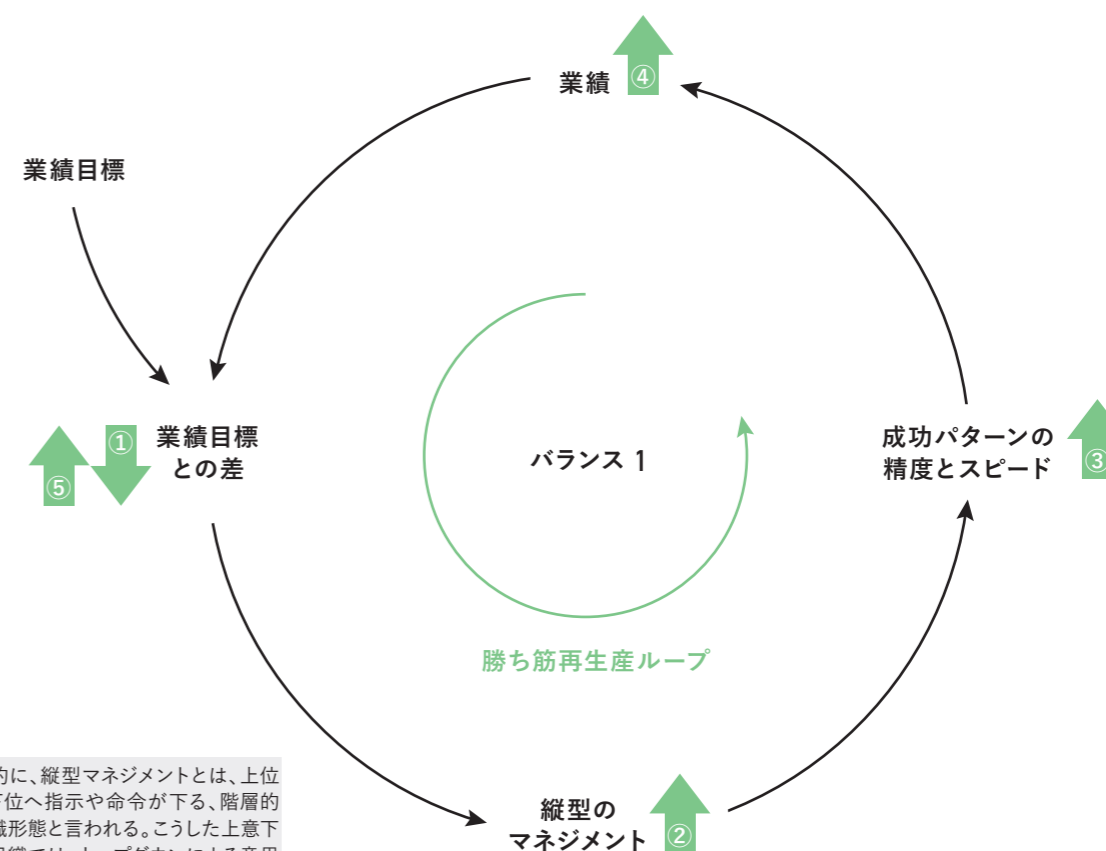 業績
④
業績目標
①
⑤
業績目標
との差
バランス 1
成功パターンの
精度とスピード
③
勝ち筋再生産ループ
縦型の
マネジメント
②
的に、縦型マネジメントとは、上位
下位へ指示や命令が下る、階層的
織形態と言われる。こうした上意下